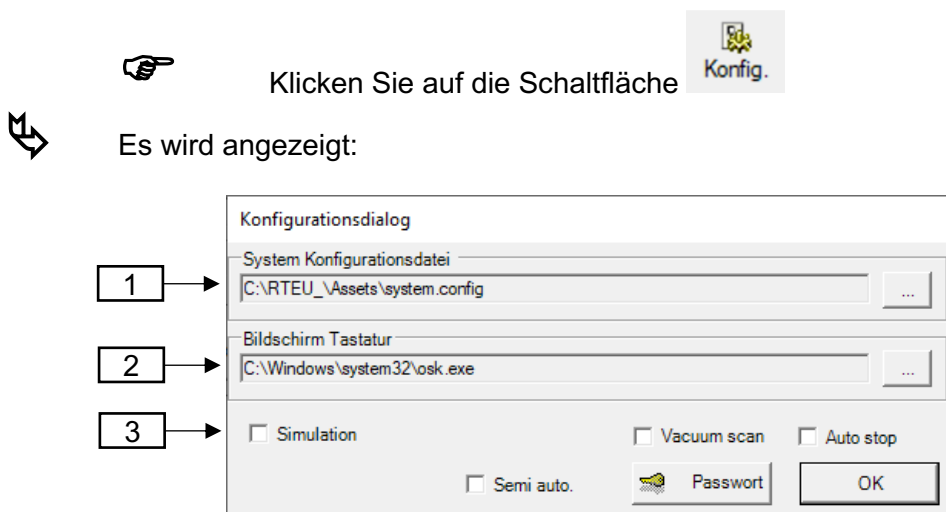 Klicken Sie auf die Schaltfläche Konfig.
Es wird angezeigt:
Konfigurationsdialog
System Konfigurationsdatei
1 C:\RTEU_\Assets\system.config ...
Bildschirm Tastatur
2 C:\Windows\system32\osk.exe ...
3 Simulation Vacuum scan Auto stop
Semi auto. Passwort OK